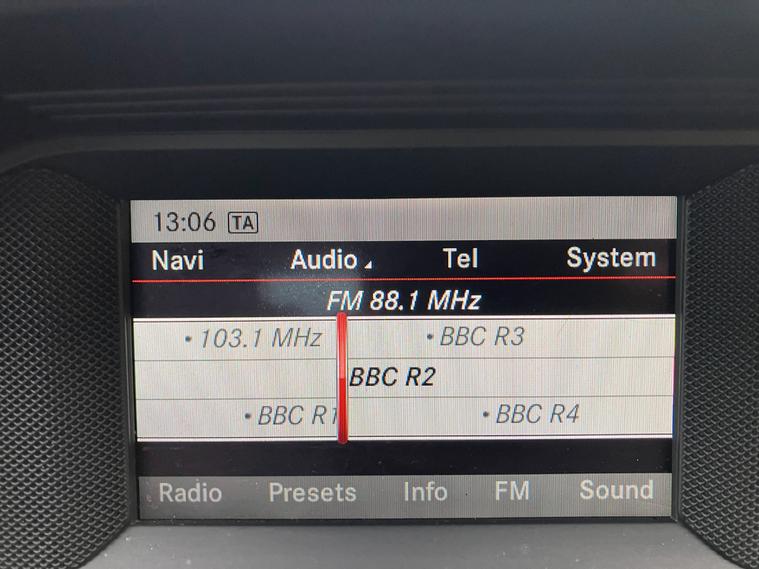 13:06 TA
Navi Audio Tel System
FM 88.1 MHz
• 103.1 MHz • BBC R3
BBC R2
• BBC R1 • BBC R4
Radio Presets Info FM Sound